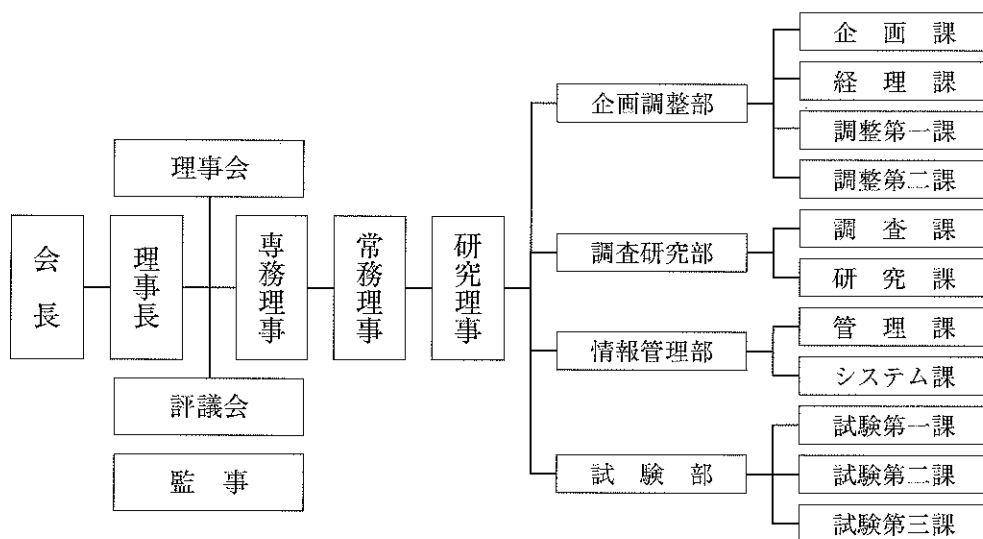 会長
理事長
理事会
評議会
監事
専務理事
常務理事
研究理事
企画調整部
企画課
経理課
調整第一課
調整第二課
調査研究部
調査課
研究課
情報管理部
管理課
システム課
試験部
試験第一課
試験第二課
試験第三課